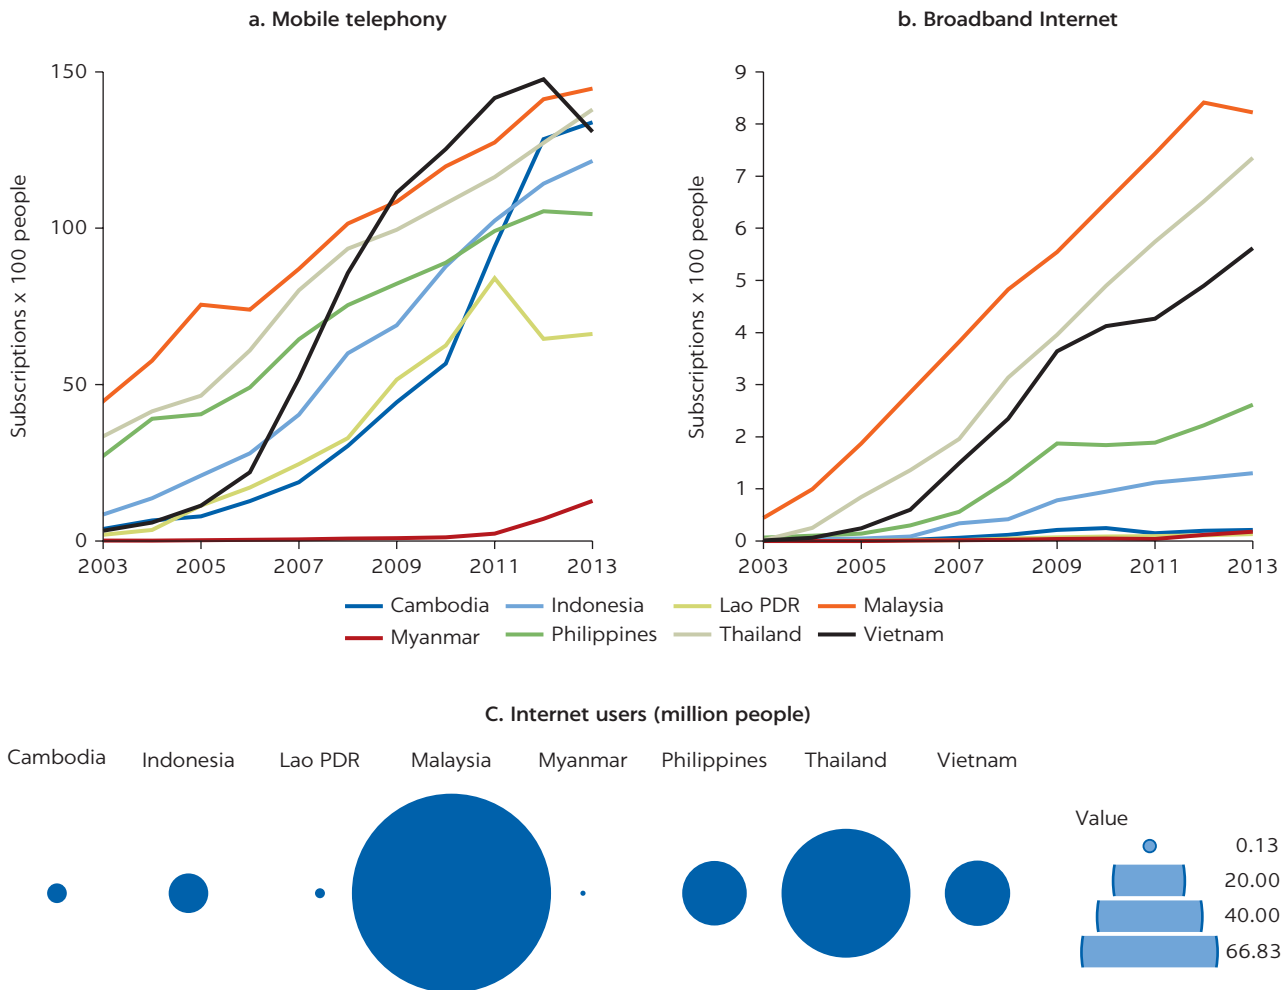 a. Mobile telephony
150
100
50
0
Subscriptions x 100 people
2003 2005 2007 2009 2011 2013
b. Broadband Internet
9
8
7
6
5
4
3
2
1
0
Subscriptions x 100 people
2003 2005 2007 2009 2011 2013
Cambodia Indonesia Lao PDR Malaysia
Myanmar Philippines Thailand Vietnam
C. Internet users (million people)
Cambodia Indonesia Lao PDR Malaysia Myanmar Philippines Thailand Vietnam
Value
0.13
20.00
40.00
66.83